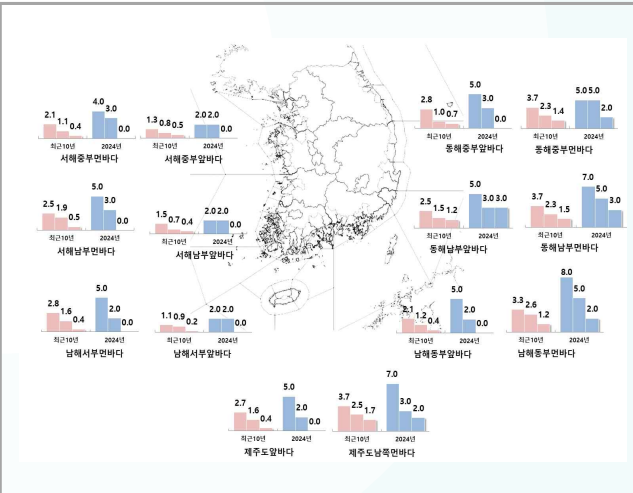 2.1 1.1 0.4 4.0 3.0 0.0
최근10년 2024년
서해중부먼바다
1.3 0.8 0.5 2.0 2.0 0.0
최근10년 2024년
서해중부앞바다
2.8 1.0 0.7 5.0 3.0 0.0
최근10년 2024년
동해중부앞바다
3.7 2.3 1.4 5.0 5.0 2.0
최근10년 2024년
동해중부먼바다
2.5 1.9 0.5 5.0 3.0 0.0
최근10년 2024년
서해남부먼바다
1.5 0.7 0.4 2.0 2.0 0.0
최근10년 2024년
서해남부앞바다
2.5 1.5 1.2 5.0 3.0 3.0
최근10년 2024년
동해남부앞바다
3.7 2.3 1.5 7.0 5.0 3.0
최근10년 2024년
동해남부먼바다
2.8 1.6 0.4 5.0 2.0 0.0
최근10년 2024년
남해서부먼바다
1.1 0.9 0.2 2.0 2.0 0.0
최근10년 2024년
남해서부앞바다
2.1 1.2 0.4 5.0 2.0 0.0
최근10년 2024년
남해동부앞바다
3.3 2.6 1.2 8.0 5.0 2.0
최근10년 2024년
남해동부먼바다
2.7 1.6 0.4 5.0 2.0 0.0
최근10년 2024년
제주도앞바다
3.7 2.5 1.7 7.0 3.0 2.0
최근10년 2024년
제주도남쪽먼바다